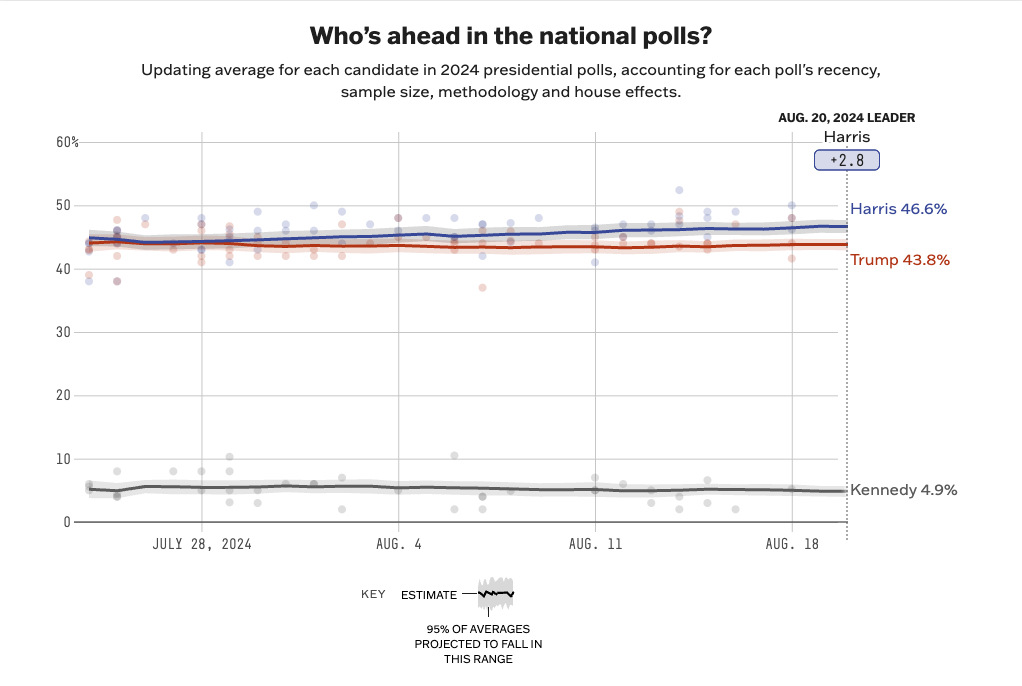 Who’s ahead in the national polls?
Updating average for each candidate in 2024 presidential polls, accounting for each poll’s recency,
sample size, methodology and house effects.
AUG. 20, 2024 LEADER
Harris
+2.8
60%
50
40
30
20
10
0
Harris 46.6%
Trump 43.8%
Kennedy 4.9%
JULY 28, 2024
AUG. 4
AUG. 11
AUG. 18
KEY
ESTIMATE
95% OF AVERAGES
PROJECTED TO FALL IN
THIS RANGE